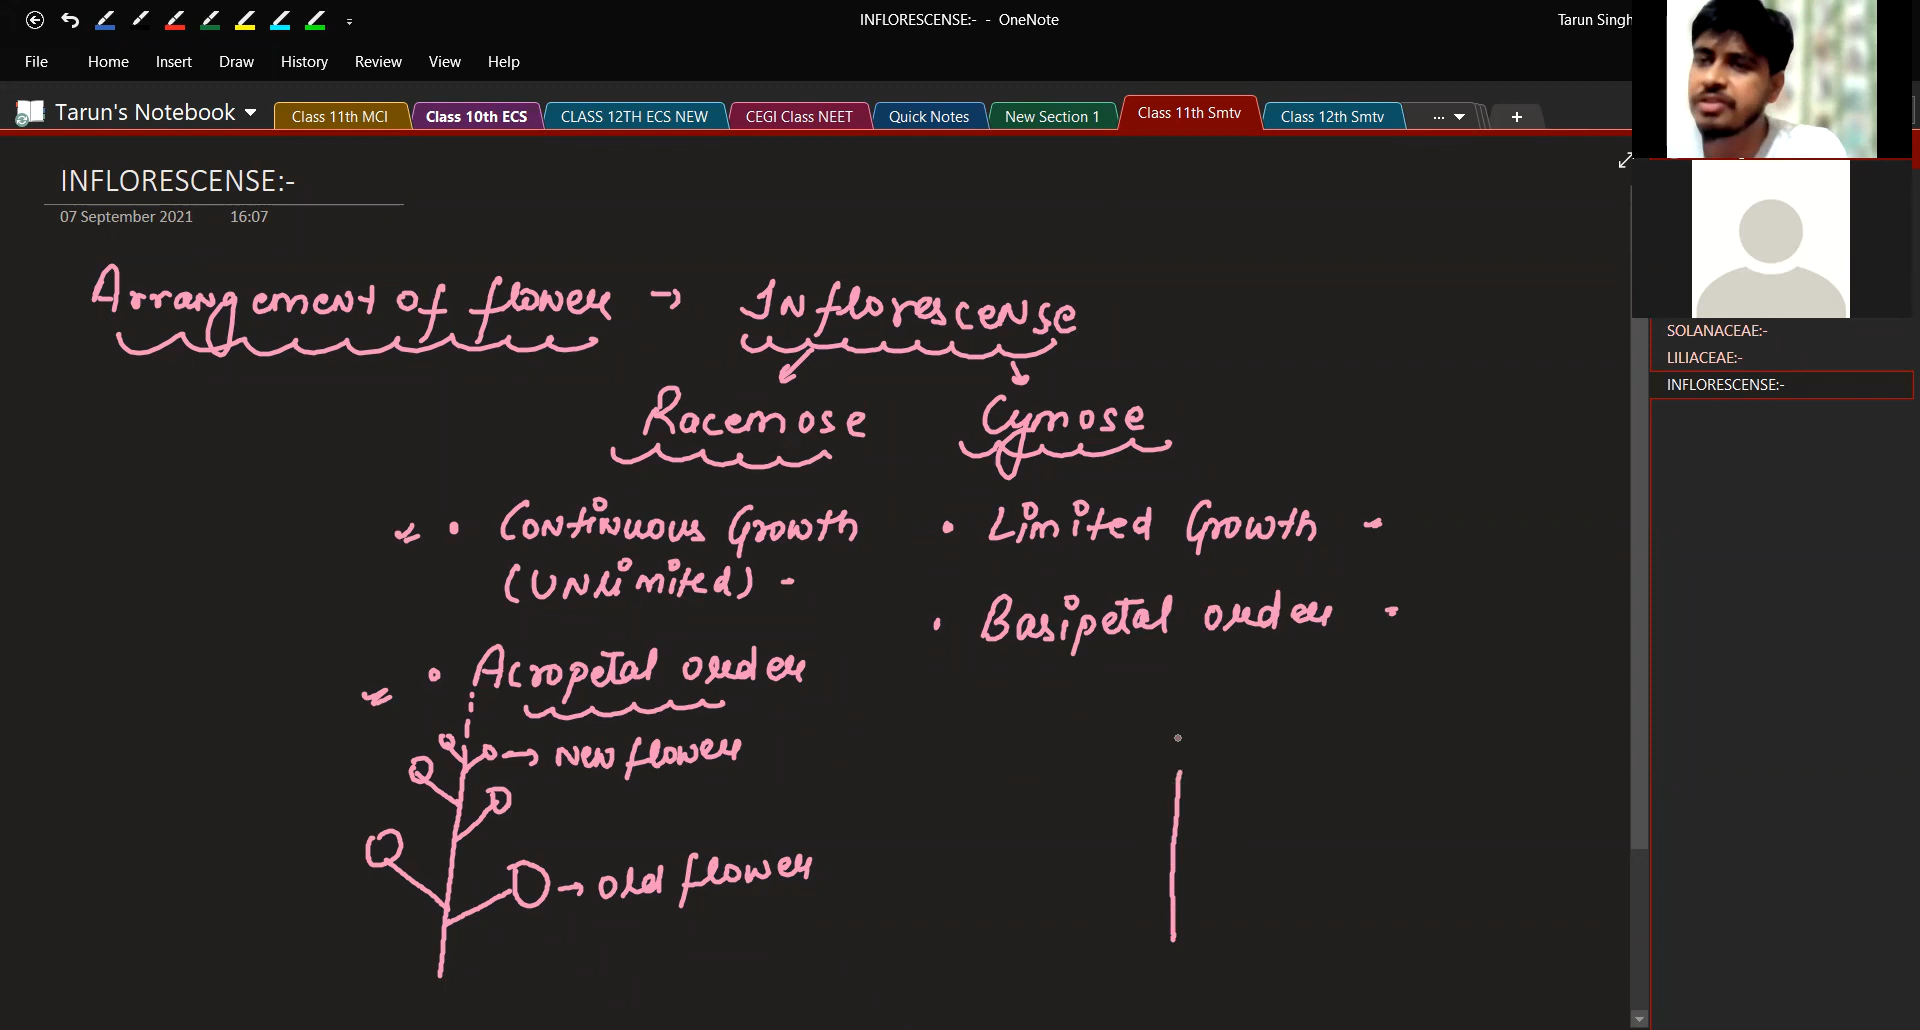 INFLORESCENSE:- - OneNote
Tarun Singh
File Home Insert Draw History Review View Help
Tarun's Notebook
Class 11th MCI Class 10th ECS CLASS 12TH ECS NEW CEGI Class NEET Quick Notes New Section 1 Class 11th Smtv Class 12th Smtv ... +
INFLORESCENSE:-
07 September 2021 16:07
Arrangement of flower → Inflorescense
Racemose Cymose
• Continuous Growth • Limited Growth -
(Unlimited) -
• Basipetal order -
• Acropetal order
→ new flower
→ old flower
SOLANACEAE:-
LILIACEAE:-
INFLORESCENSE:-